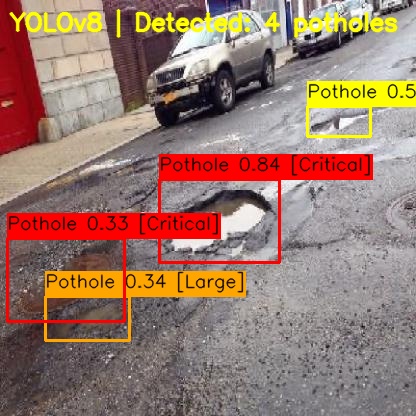 YOLOv8 | Detected: 4 potholes
Pothole 0.5
Pothole 0.84 [Critical]
Pothole 0.33 [Critical]
Pothole 0.34 [Large]